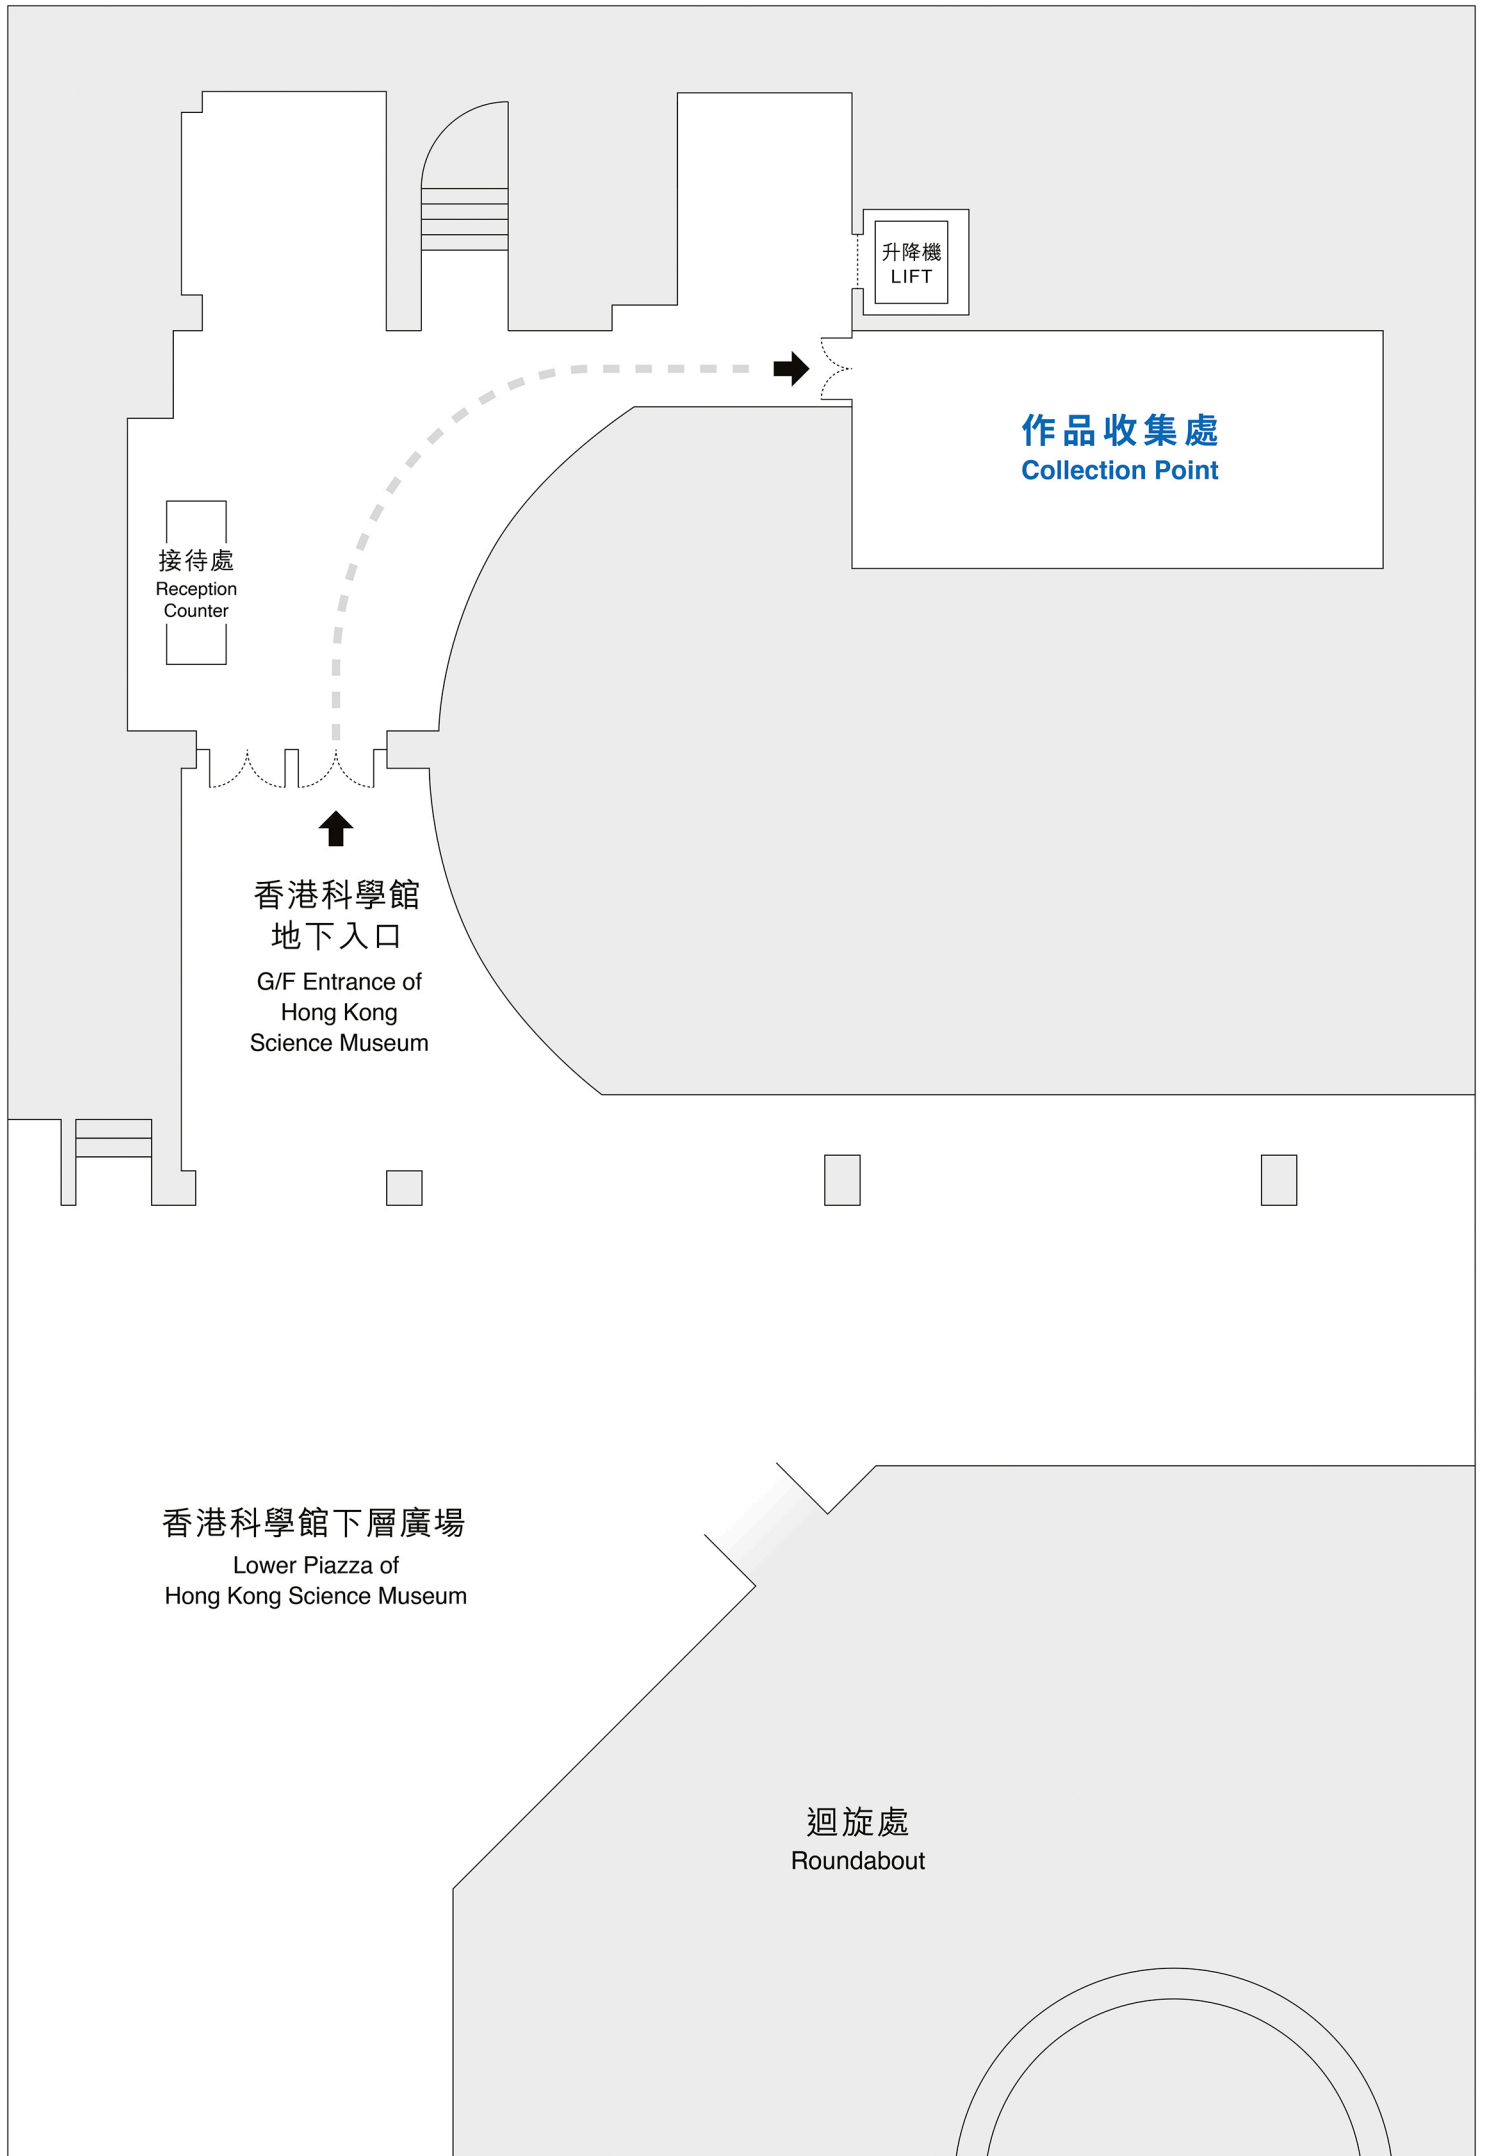 升降機
LIFT
作品收集處
Collection Point
接待處
Reception
Counter
香港科學館
地下入口
G/F Entrance of
Hong Kong
Science Museum
香港科學館下層廣場
Lower Piazza of
Hong Kong Science Museum
迴旋處
Roundabout